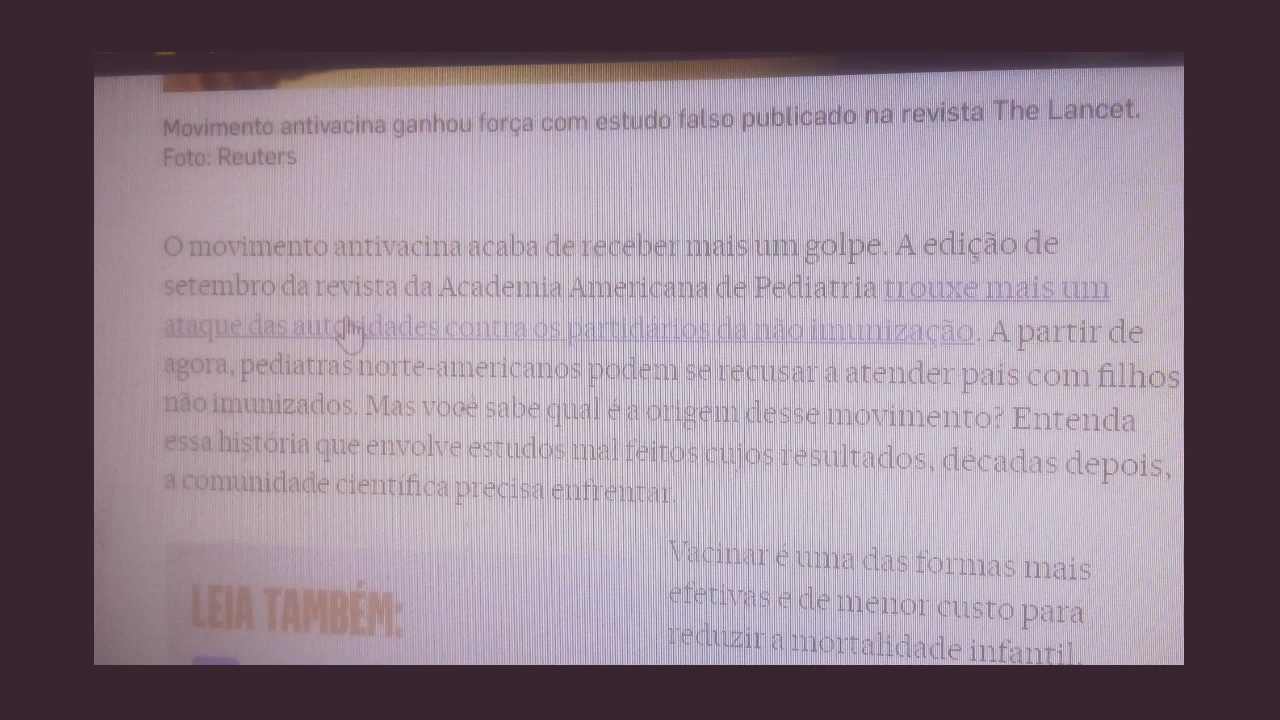 Movimento antivacina ganhou força com estudo falso publicado na revista The Lancet.
Foto: Reuters
O movimento antivacina acaba de receber mais um golpe. A edição de
setembro da revista da Academia Americana de Pediatria trouxe mais um
ataque das autoridades contra os partidários da não imunização. A partir de
agora, pediatras norte-americanos podem se recusar a atender pais com filhos
não imunizados. Mas você sabe qual é a origem desse movimento? Entenda
essa história que envolve estudos mal feitos cujos resultados, décadas depois,
a comunidade científica precisa enfrentar.
LEIA TAMBÉM:
Vacinar é uma das formas mais
efetivas e de menor custo para
reduzir a mortalidade infantil.